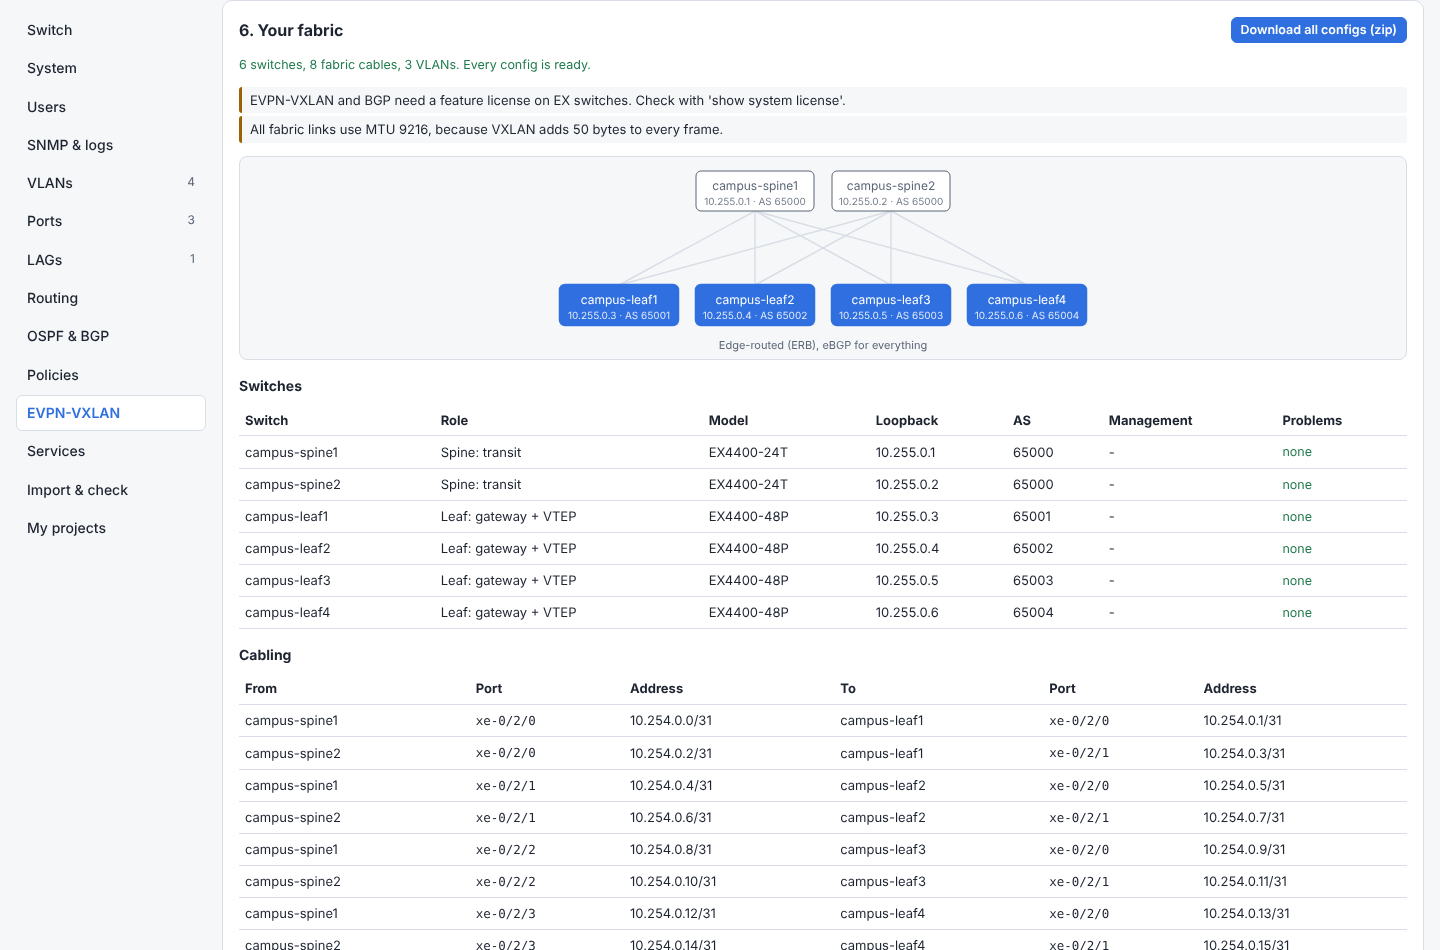 Switch
System
Users
SNMP & logs
VLANs 4
Ports 3
LAGs 1
Routing
OSPF & BGP
Policies
EVPN-VXLAN
Services
Import & check
My projects
6. Your fabric
Download all configs (zip)
6 switches, 8 fabric cables, 3 VLANs. Every config is ready.
EVPN-VXLAN and BGP need a feature license on EX switches. Check with 'show system license'.
All fabric links use MTU 9216, because VXLAN adds 50 bytes to every frame.
campus-spine1 campus-spine2
10.255.0.1 · AS 65000 10.255.0.2 · AS 65000
campus-leaf1 campus-leaf2 campus-leaf3 campus-leaf4
10.255.0.3 · AS 65001 10.255.0.4 · AS 65002 10.255.0.5 · AS 65003 10.255.0.6 · AS 65004
Edge-routed (ERB), eBGP for everything
Switches
Switch Role Model Loopback AS Management Problems
campus-spine1 Spine: transit EX4400-24T 10.255.0.1 65000 - none
campus-spine2 Spine: transit EX4400-24T 10.255.0.2 65000 - none
campus-leaf1 Leaf: gateway + VTEP EX4400-48P 10.255.0.3 65001 - none
campus-leaf2 Leaf: gateway + VTEP EX4400-48P 10.255.0.4 65002 - none
campus-leaf3 Leaf: gateway + VTEP EX4400-48P 10.255.0.5 65003 - none
campus-leaf4 Leaf: gateway + VTEP EX4400-48P 10.255.0.6 65004 - none
Cabling
From Port Address To Port Address
campus-spine1 xe-0/2/0 10.254.0.0/31 campus-leaf1 xe-0/2/0 10.254.0.1/31
campus-spine2 xe-0/2/0 10.254.0.2/31 campus-leaf1 xe-0/2/1 10.254.0.3/31
campus-spine1 xe-0/2/1 10.254.0.4/31 campus-leaf2 xe-0/2/0 10.254.0.5/31
campus-spine2 xe-0/2/1 10.254.0.6/31 campus-leaf2 xe-0/2/1 10.254.0.7/31
campus-spine1 xe-0/2/2 10.254.0.8/31 campus-leaf3 xe-0/2/0 10.254.0.9/31
campus-spine2 xe-0/2/2 10.254.0.10/31 campus-leaf3 xe-0/2/1 10.254.0.11/31
campus-spine1 xe-0/2/3 10.254.0.12/31 campus-leaf4 xe-0/2/0 10.254.0.13/31
campus-spine2 xe-0/2/3 10.254.0.14/31 campus-leaf4 xe-0/2/1 10.254.0.15/31